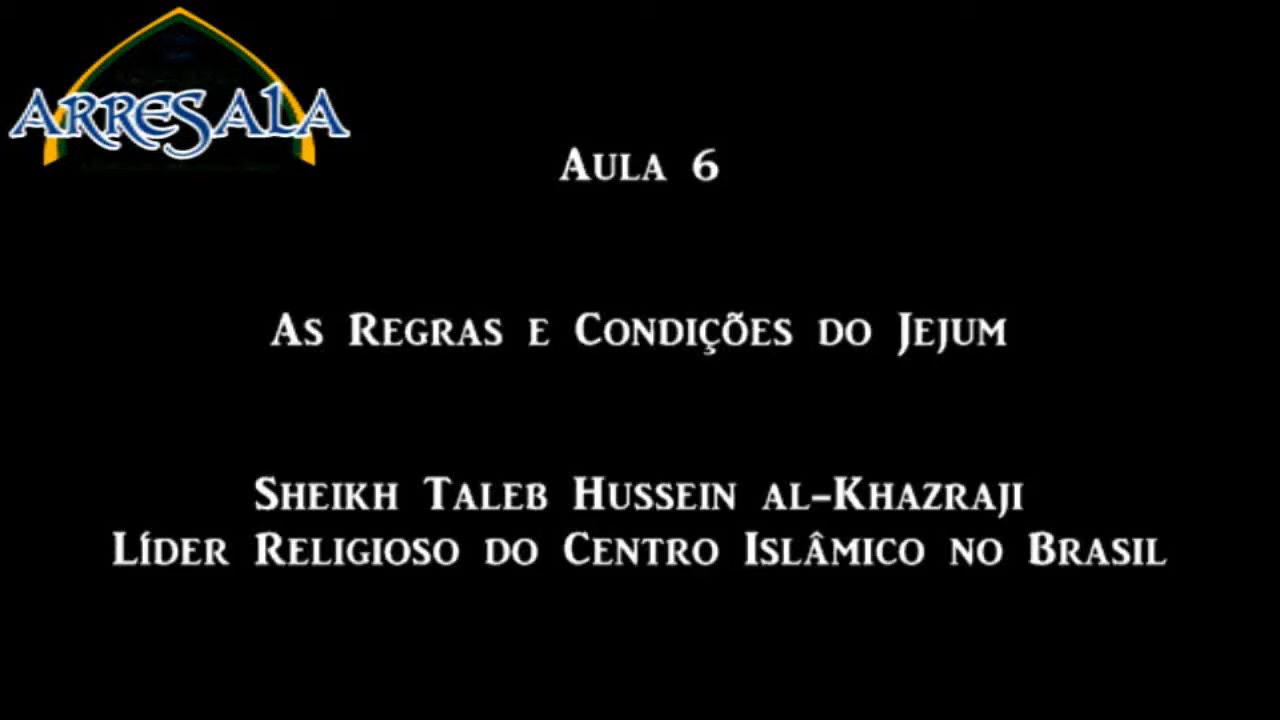 ARRESALA
AULA 6
AS REGRAS E CONDIÇÕES DO JEJUM
SHEIKH TALEB HUSSEIN AL-KHAZRAJI
LÍDER RELIGIOSO DO CENTRO ISLÂMICO NO BRASIL